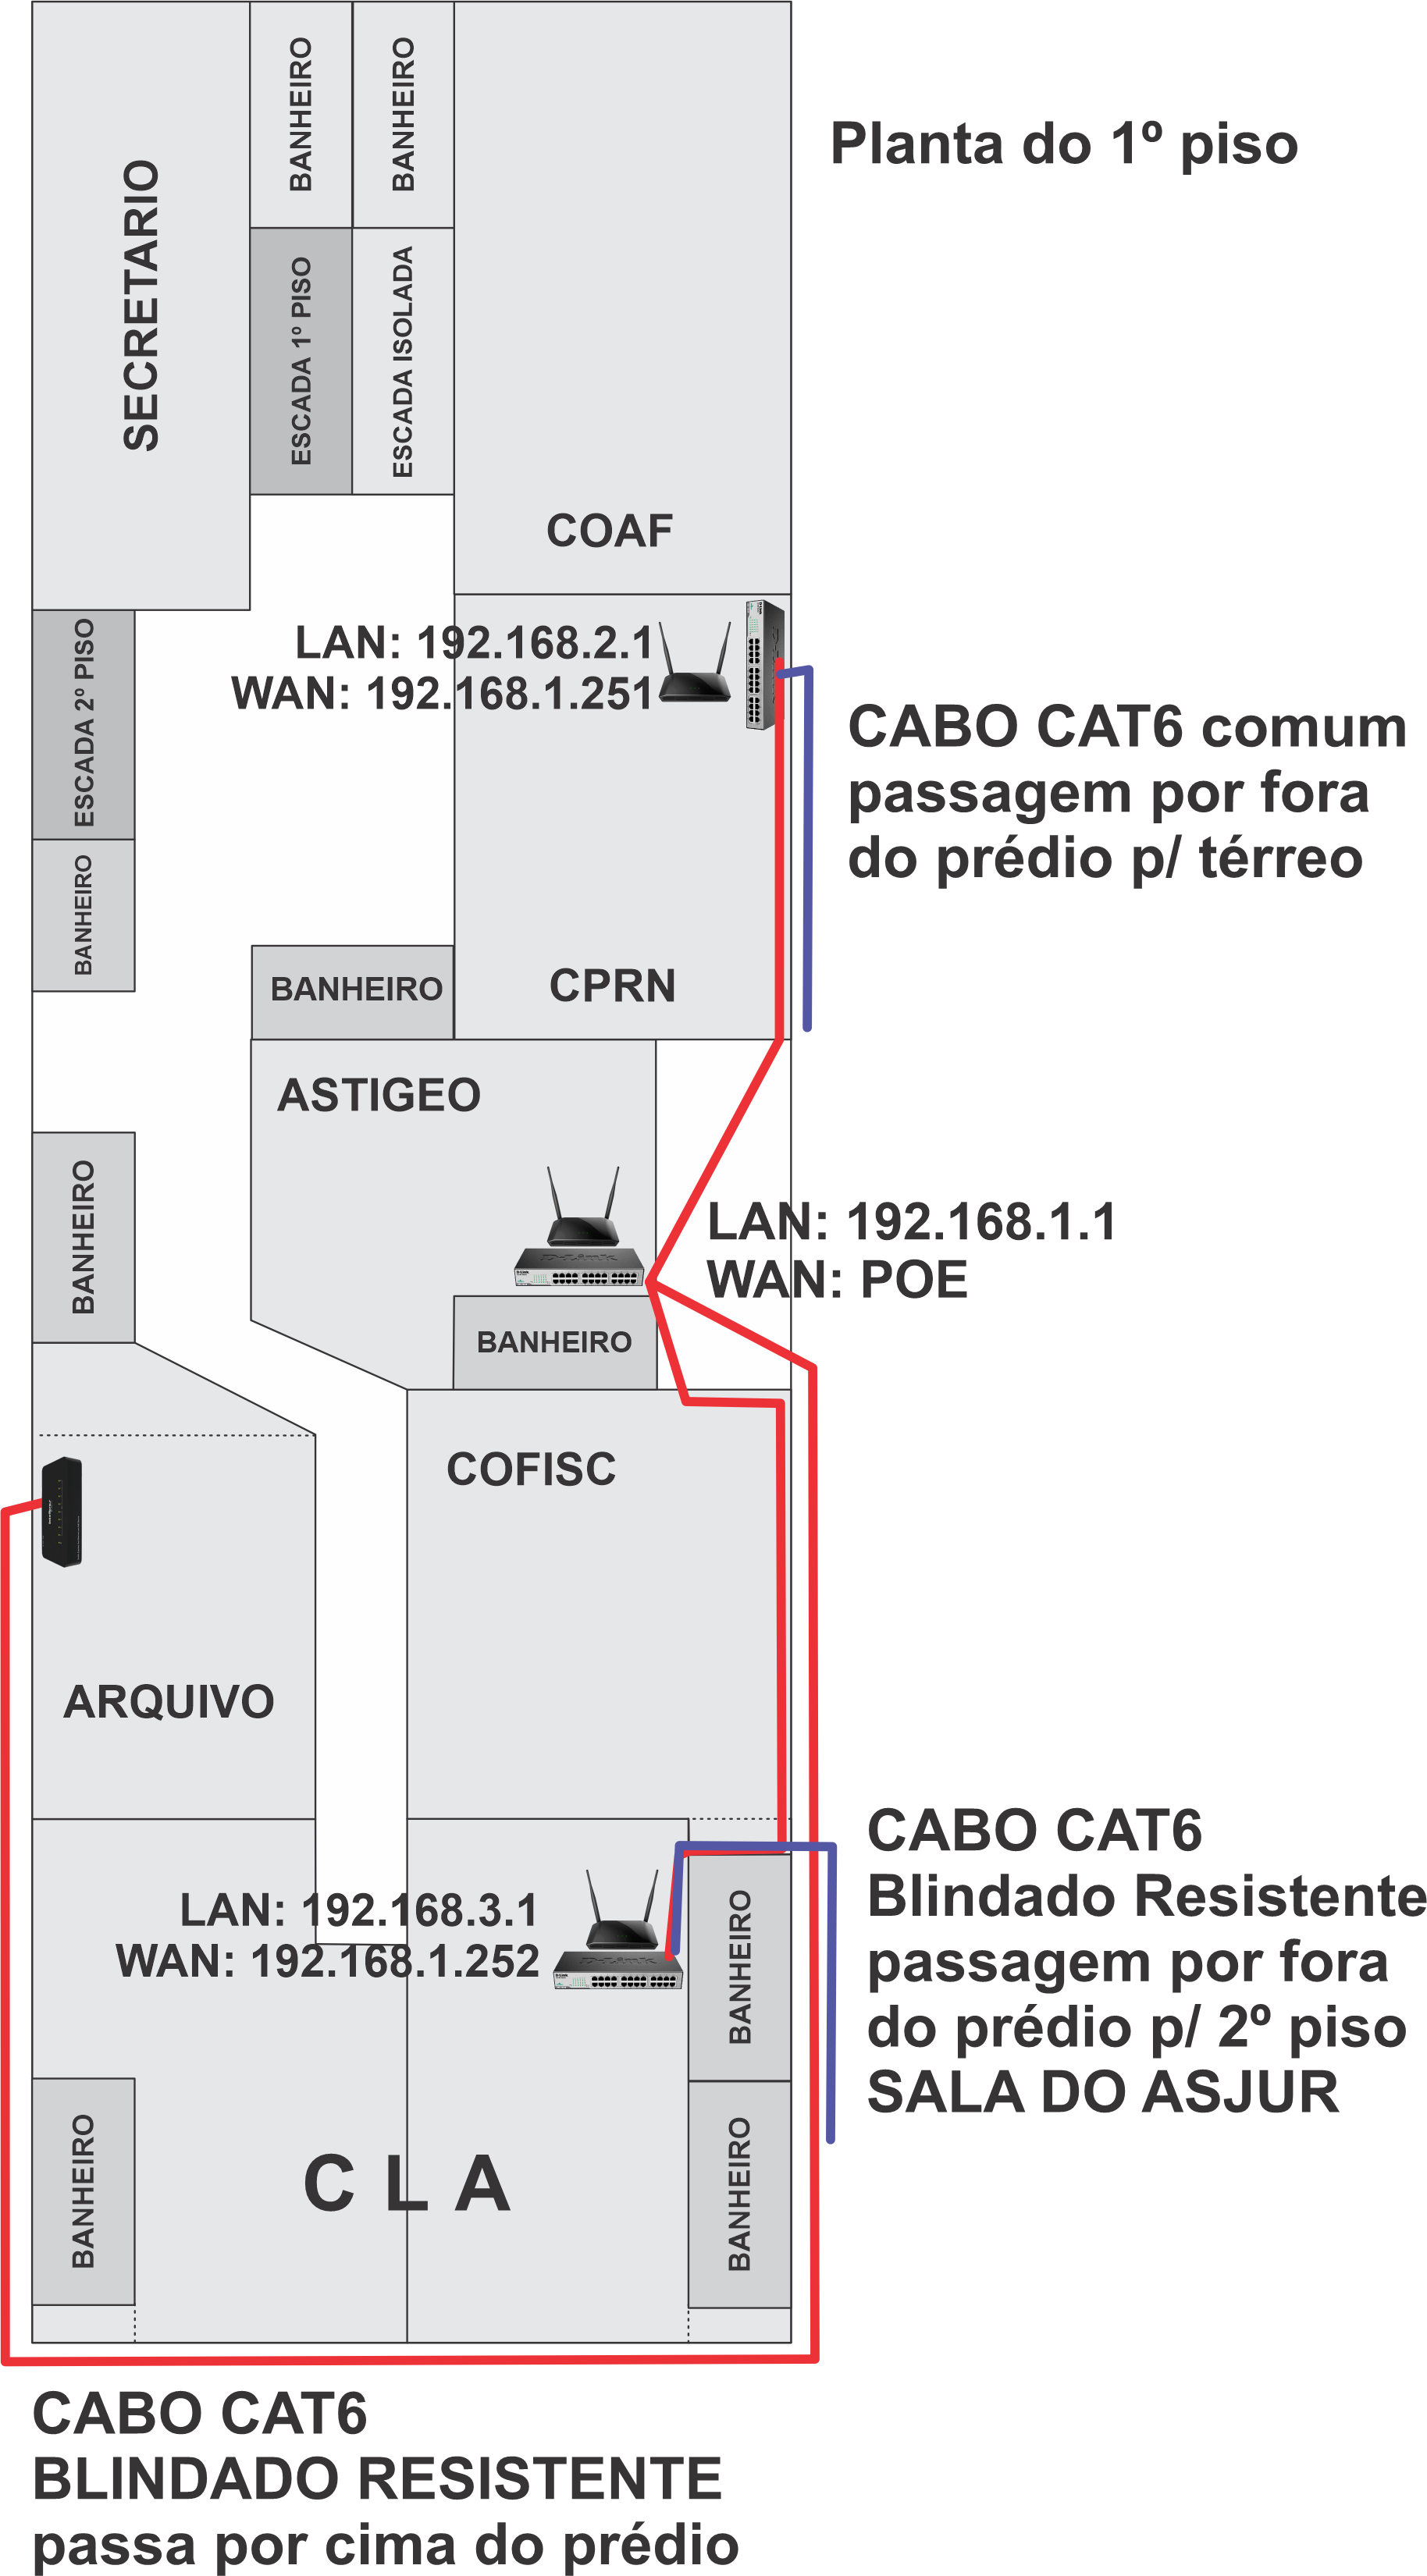 BANHEIRO
BANHEIRO
Planta do 1º piso
SECRETARIO
ESCADA 1º PISO
ESCADA ISOLADA
COAF
LAN: 192.168.2.1
WAN: 192.168.1.251
ESCADA 2º PISO
CABO CAT6 comum
passagem por fora
do prédio p/ térreo
BANHEIRO
BANHEIRO
CPRN
ASTIGEO
BANHEIRO
D-Link
LAN: 192.168.1.1
WAN: POE
BANHEIRO
COFISC
ARQUIVO
CABO CAT6
Blindado Resistente
passagem por fora
do prédio p/ 2º piso
SALA DO ASJUR
LAN: 192.168.3.1
WAN: 192.168.1.252
D-Link
BANHEIRO
BANHEIRO
C L A
BANHEIRO
CABO CAT6
BLINDADO RESISTENTE
passa por cima do prédio